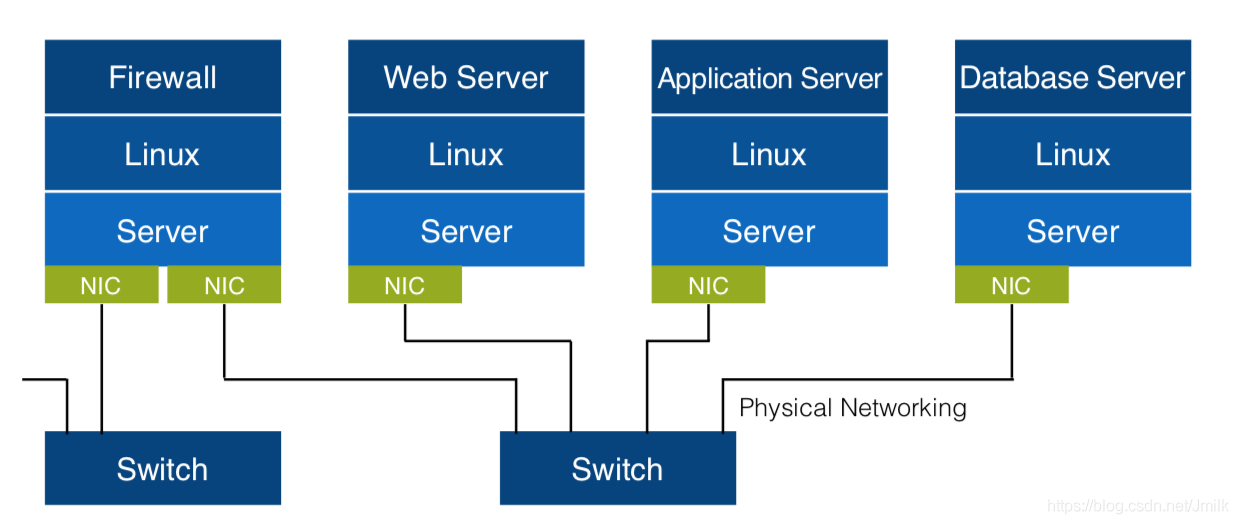 Firewall
Web Server
Application Server
Database Server
Linux
Linux
Linux
Linux
Server
Server
Server
Server
NIC
NIC
NIC
NIC
NIC
Physical Networking
Switch
Switch
https://blog.csdn.net/Jmilk